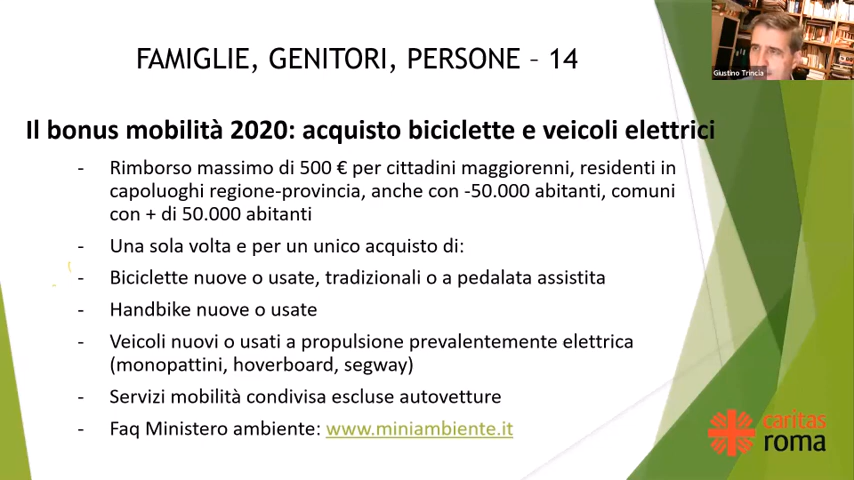 FAMIGLIE, GENITORI, PERSONE – 14
Giustino Trincia
Il bonus mobilità 2020: acquisto biciclette e veicoli elettrici
- Rimborso massimo di 500 € per cittadini maggiorenni, residenti in
capoluoghi regione-provincia, anche con -50.000 abitanti, comuni
con + di 50.000 abitanti
- Una sola volta e per un unico acquisto di:
- Biciclette nuove o usate, tradizionali o a pedalata assistita
- Handbike nuove o usate
- Veicoli nuovi o usati a propulsione prevalentemente elettrica
(monopattini, hoverboard, segway)
- Servizi mobilità condivisa escluse autovetture
- Faq Ministero ambiente: www.miniambiente.it
caritas
roma